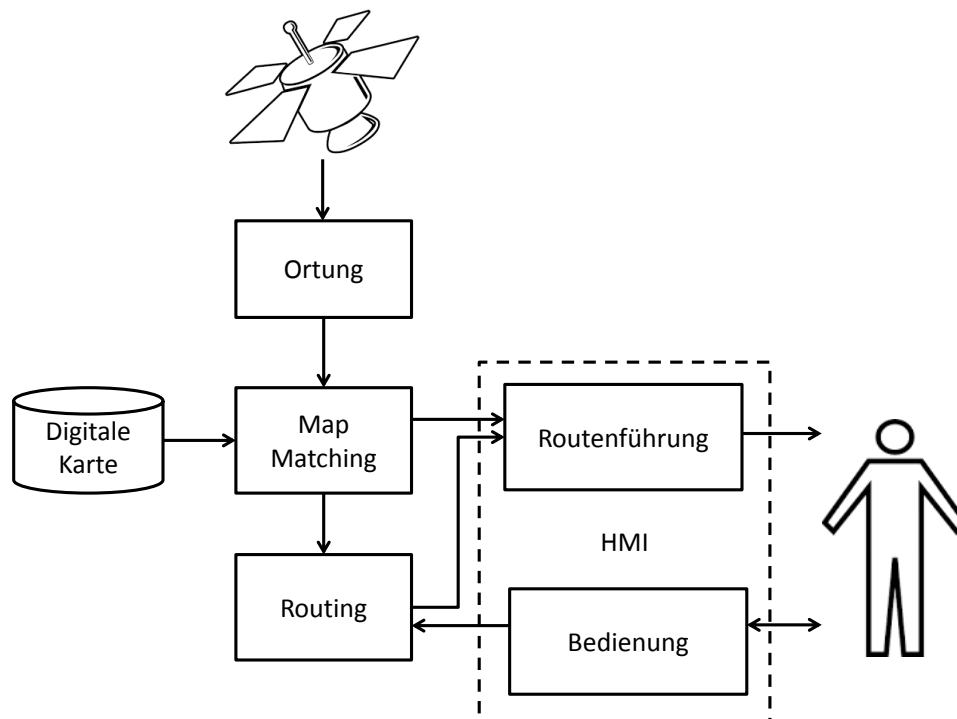 Ortung
Digitale
Karte
Map
Matching
Routenführung
HMI
Routing
Bedienung